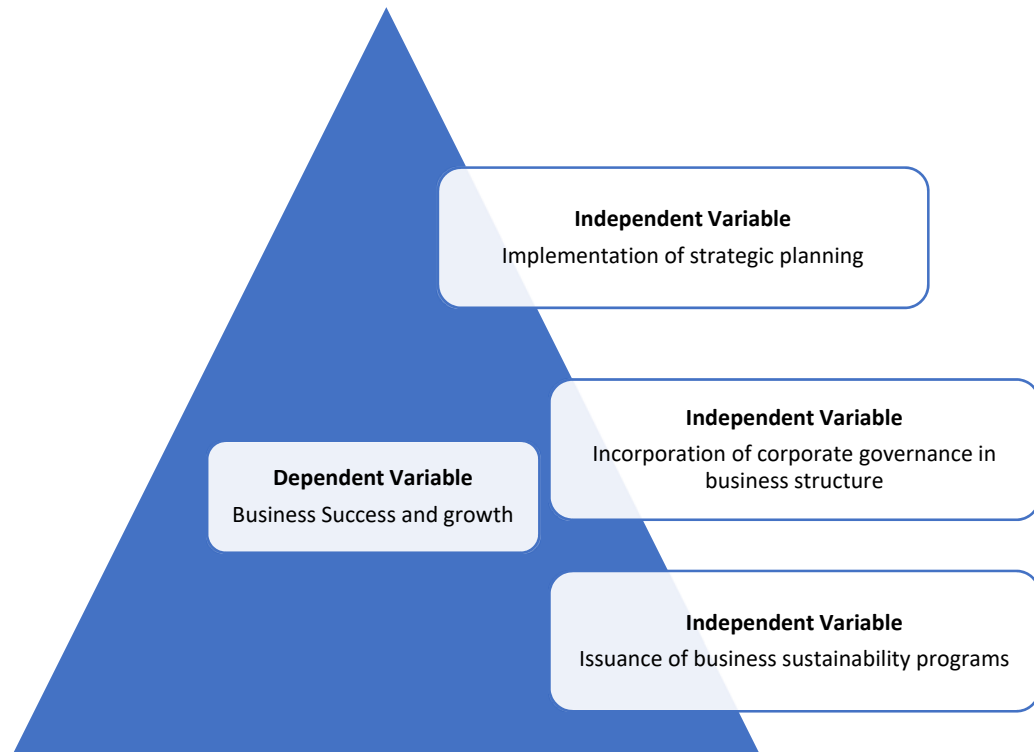 Independent Variable
Implementation of strategic planning
Independent Variable
Incorporation of corporate governance in
business structure
Dependent Variable
Business Success and growth
Independent Variable
Issuance of business sustainability programs